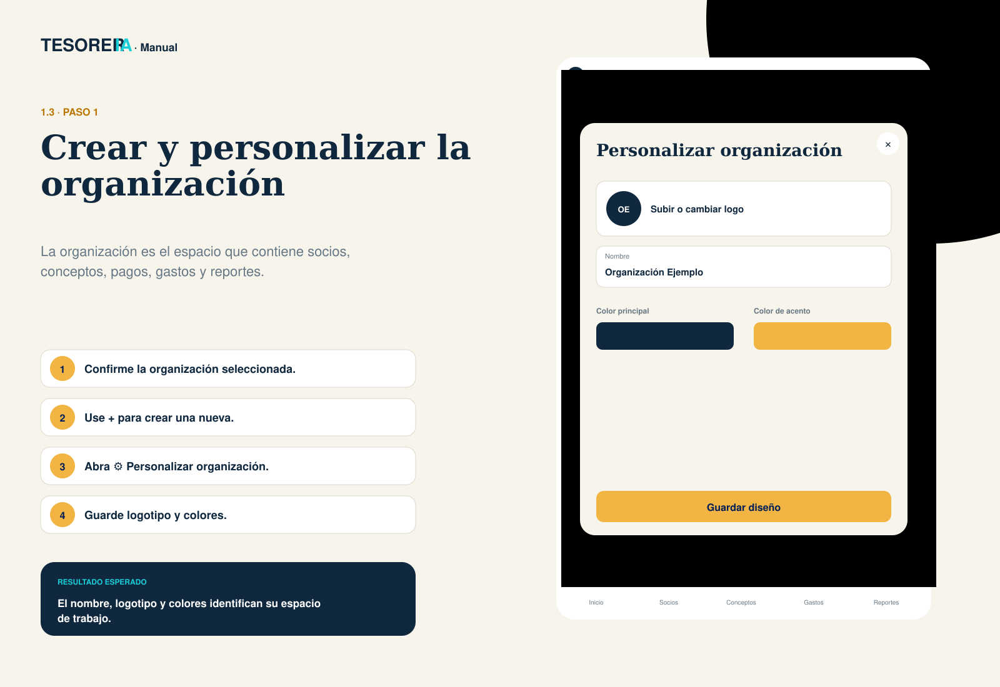 TESORERIA · Manual
1.3 · PASO 1
Crear y personalizar la
organización
La organización es el espacio que contiene socios,
conceptos, pagos, gastos y reportes.
1 Confirme la organización seleccionada.
2 Use + para crear una nueva.
3 Abra ⚙ Personalizar organización.
4 Guarde logotipo y colores.
RESULTADO ESPERADO
El nombre, logotipo y colores identifican su espacio
de trabajo.
Personalizar organización ×
OE Subir o cambiar logo
Nombre
Organización Ejemplo
Color principal Color de acento
Guardar diseño
Inicio Socios Conceptos Gastos Reportes